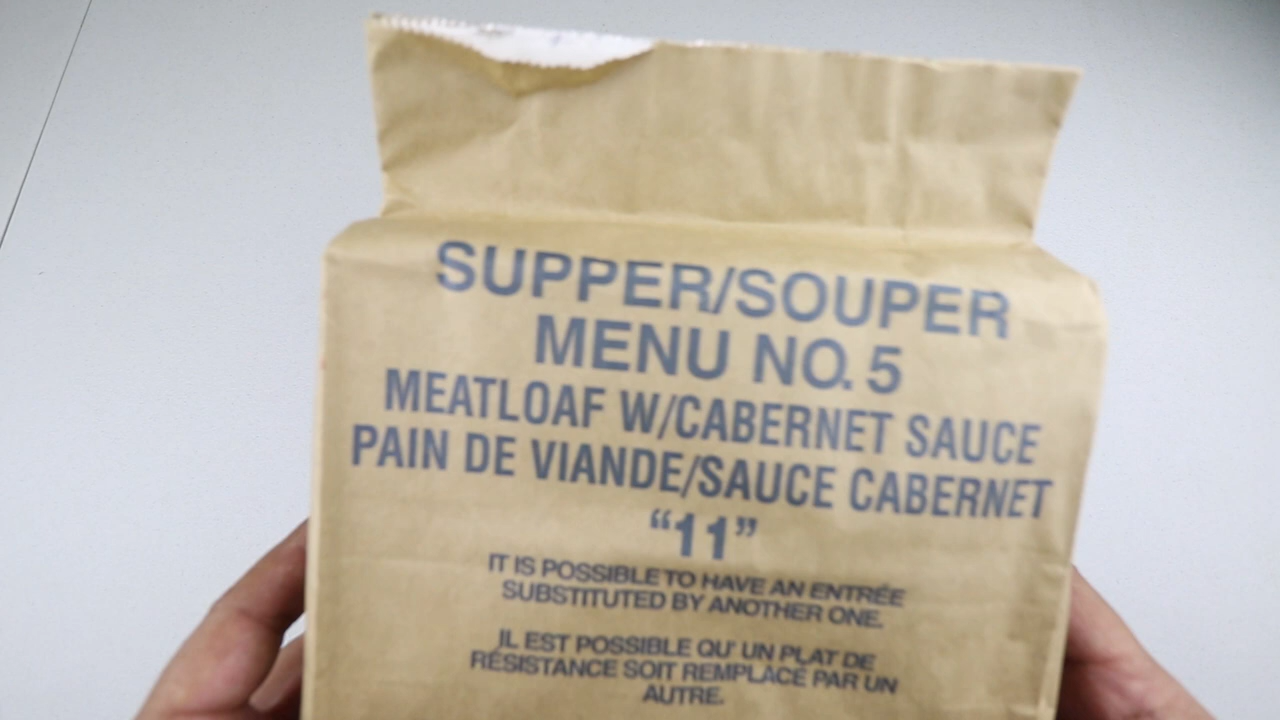 SUPPER/SOUPER
MENU NO. 5
MEATLOAF W/CABERNET SAUCE
PAIN DE VIANDE/SAUCE CABERNET
“11”
IT IS POSSIBLE TO HAVE AN ENTRÉE
SUBSTITUTED BY ANOTHER ONE.
IL EST POSSIBLE QU' UN PLAT DE
RÉSISTANCE SOIT REMPLACÉ PAR UN
AUTRE.